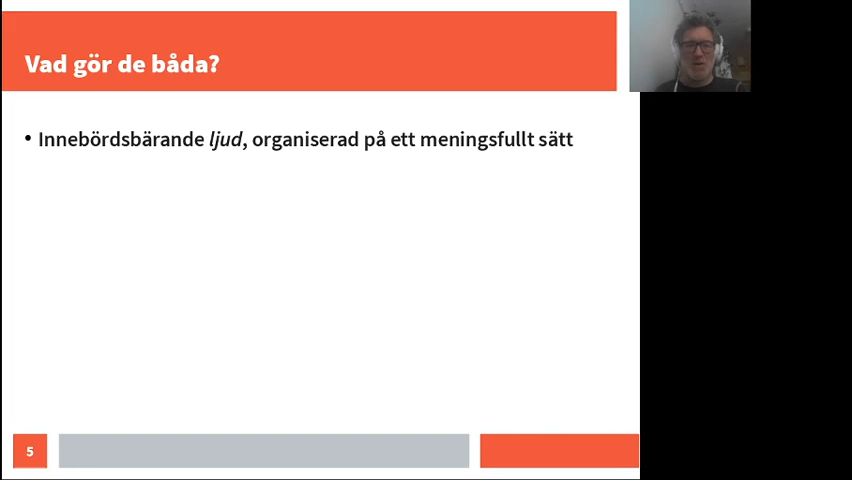 Vad gör de båda?
• Innebördsbärande ljud, organiserad på ett meningsfullt sätt
5